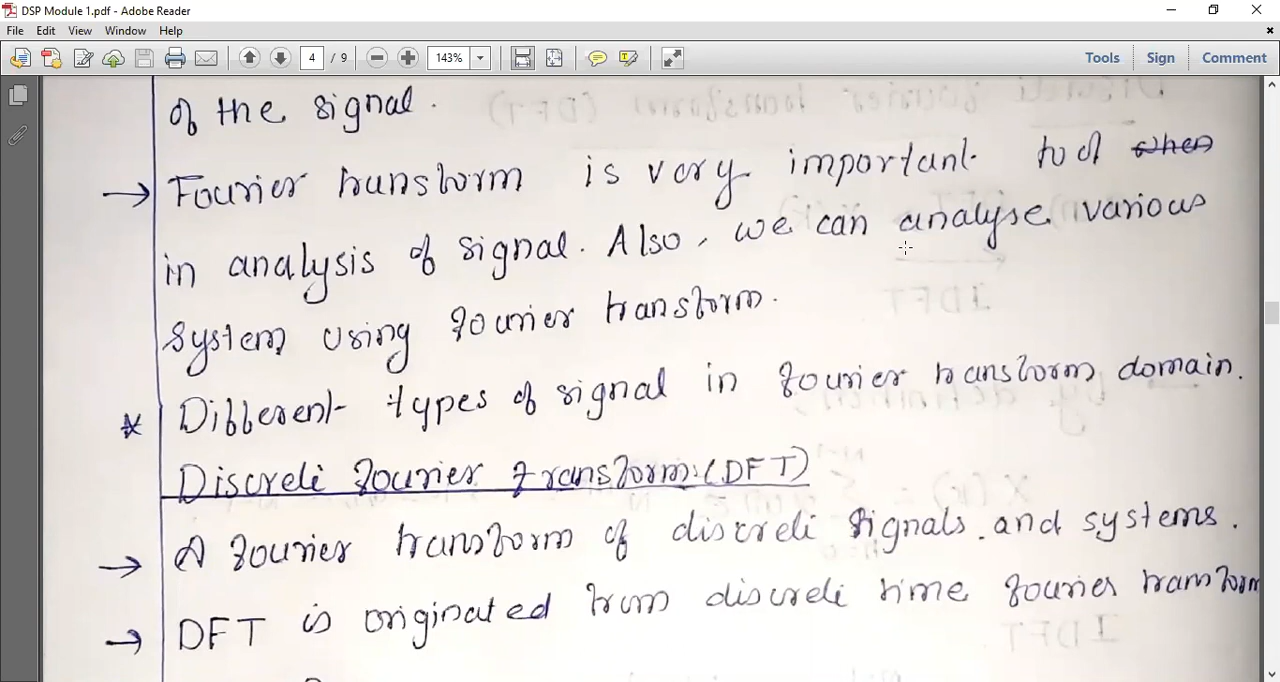 DSP Module 1.pdf - Adobe Reader
File Edit View Window Help
4 / 9 143% Tools Sign Comment
of the signal.
→ Fourier transform is very important tool when
in analysis of signal. Also, we can analyse various
system using fourier transform.
* Different types of signal in fourier transform domain.
Discrete fourier transform:(DFT)
→ A fourier transform of discrete signals and systems.
→ DFT is originated from discrete time fourier transform